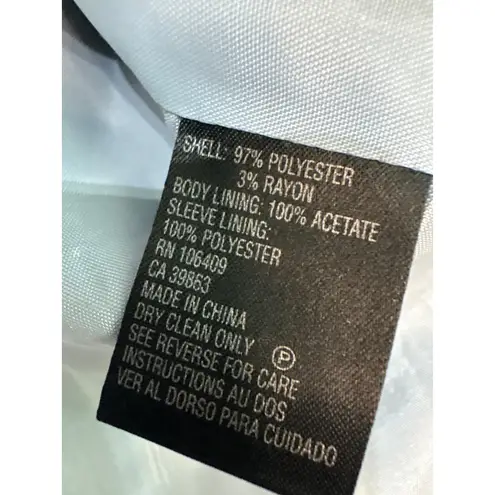 SHELL: 97% POLYESTER
3% RAYON
BODY LINING: 100% ACETATE
SLEEVE LINING:
100% POLYESTER
RN 106409
CA 39863
MADE IN CHINA
DRY CLEAN ONLY Ⓟ
SEE REVERSE FOR CARE
INSTRUCTIONS AU DOS
VER AL DORSO PARA CUIDADO